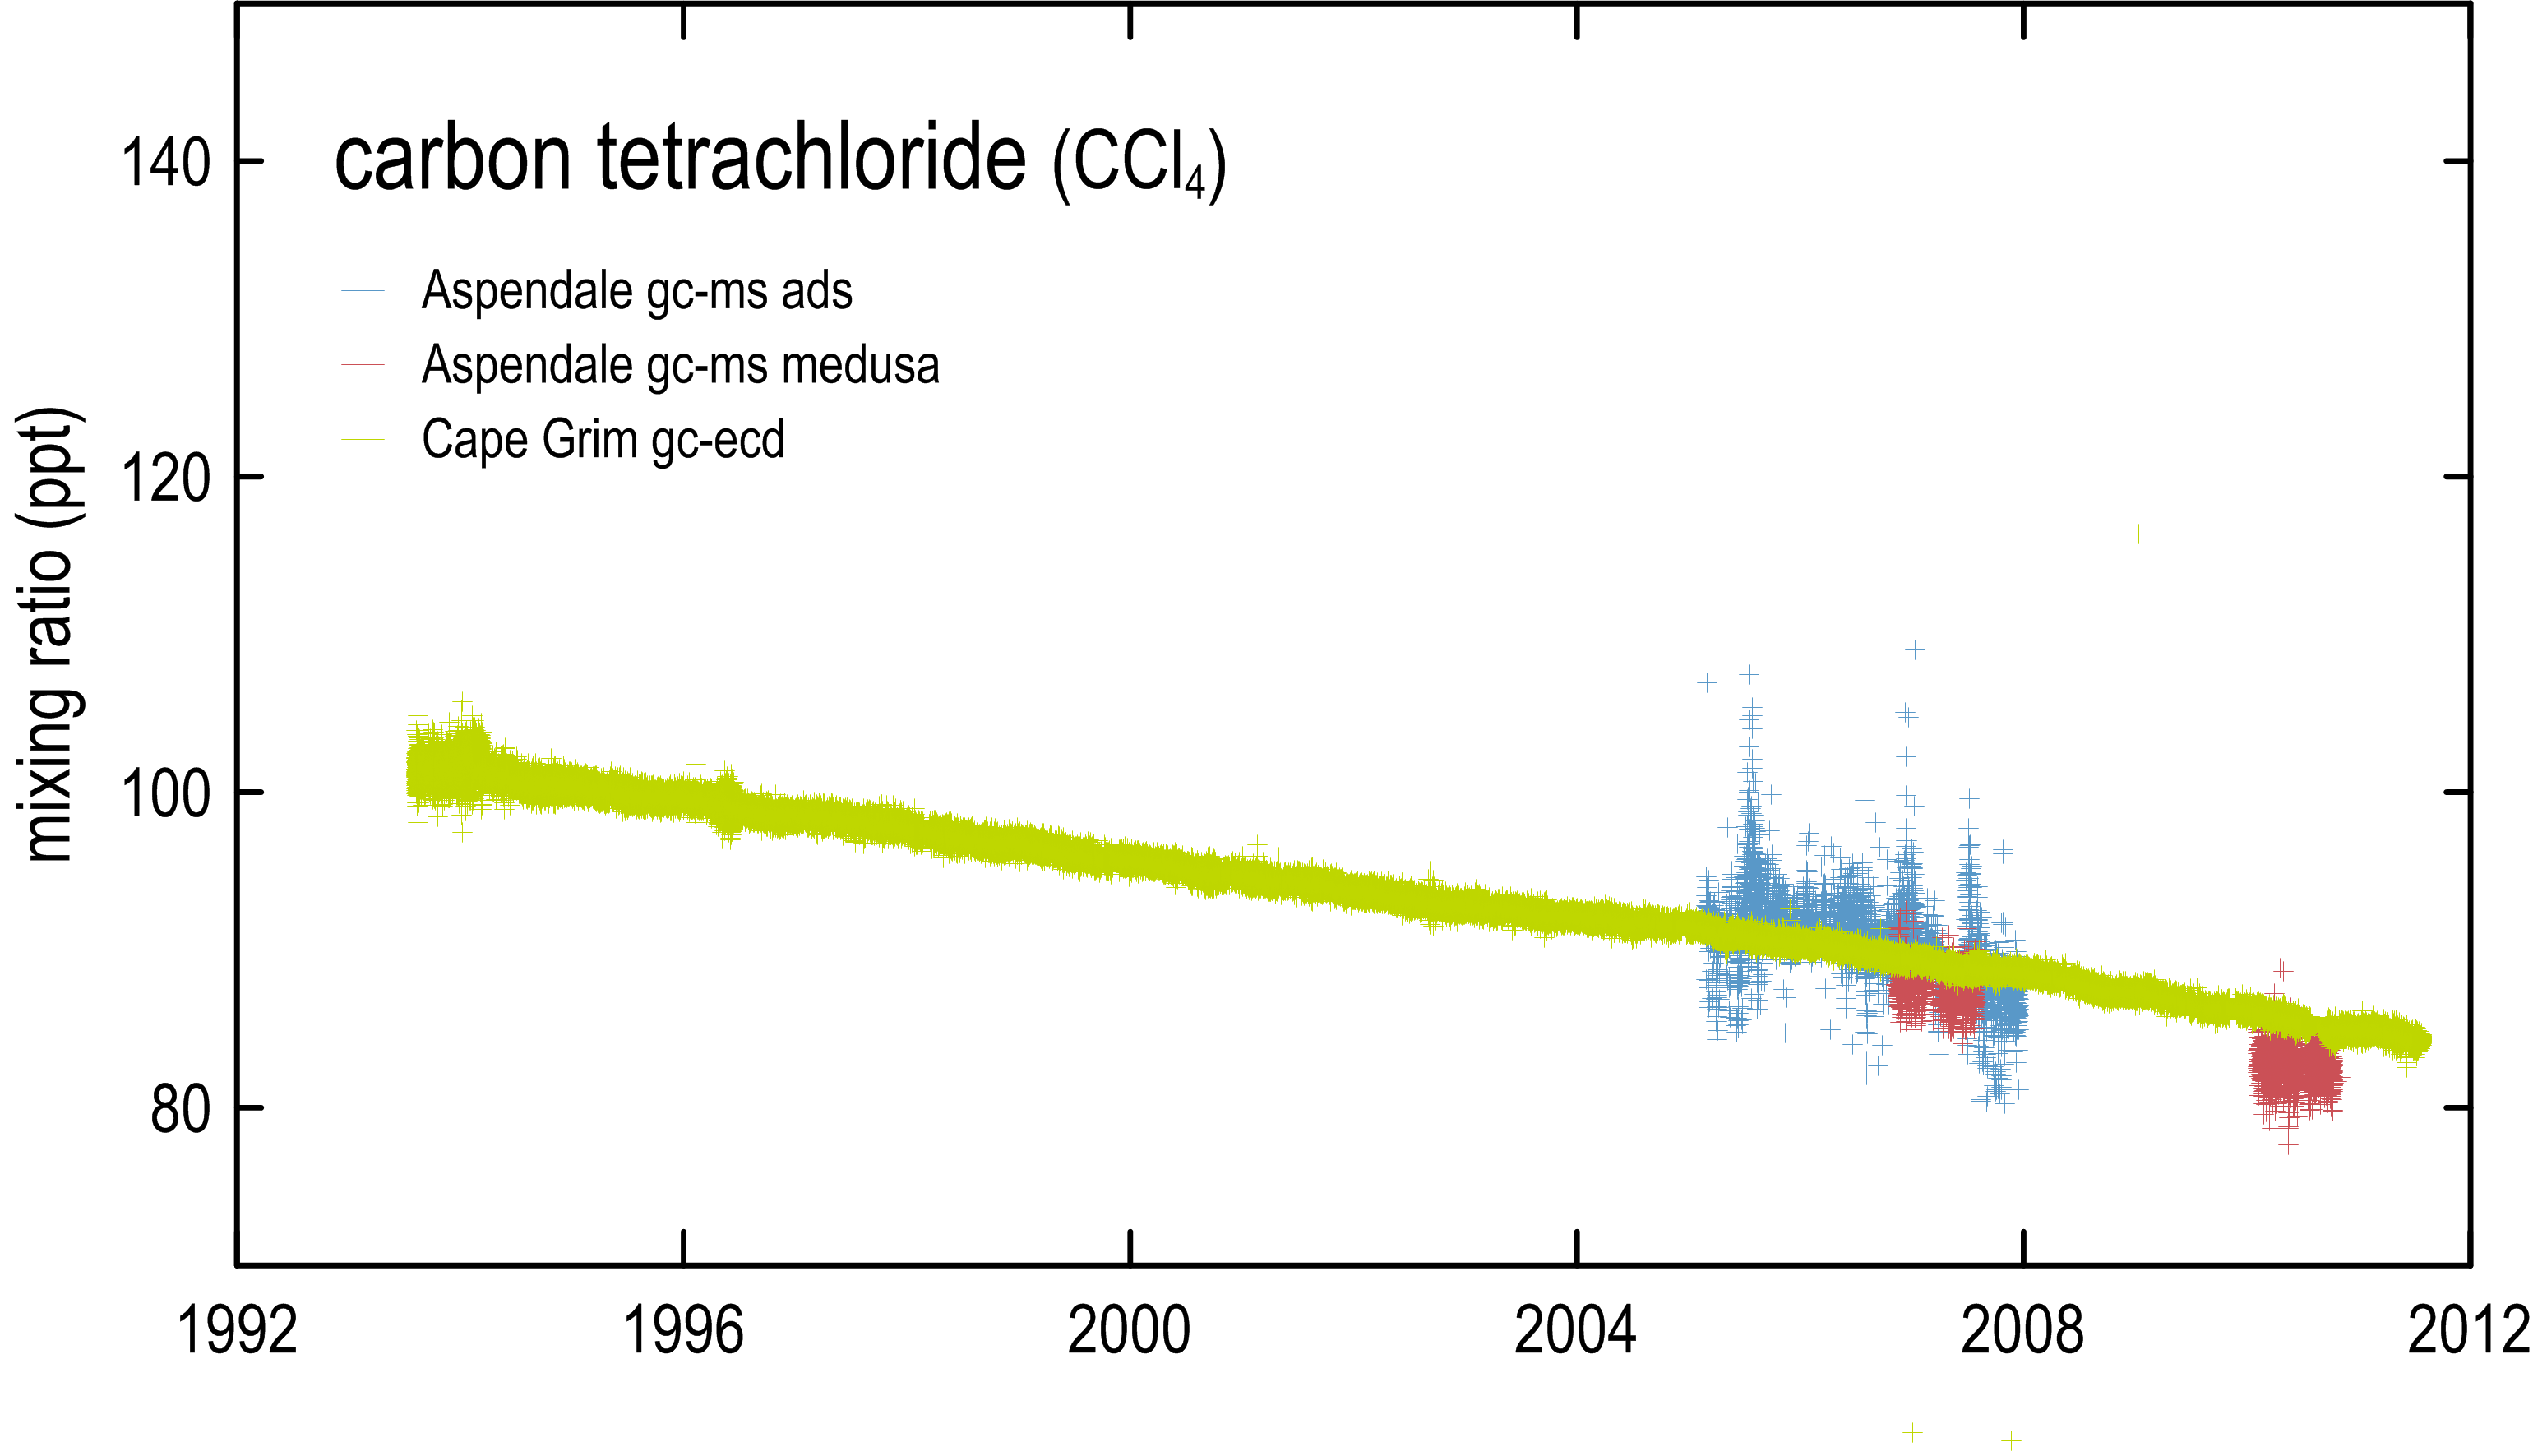 carbon tetrachloride (CCl₄)
Aspendale gc-ms ads
Aspendale gc-ms medusa
Cape Grim gc-ecd
mixing ratio (ppt)
140
120
100
80
1992 1996 2000 2004 2008 2012